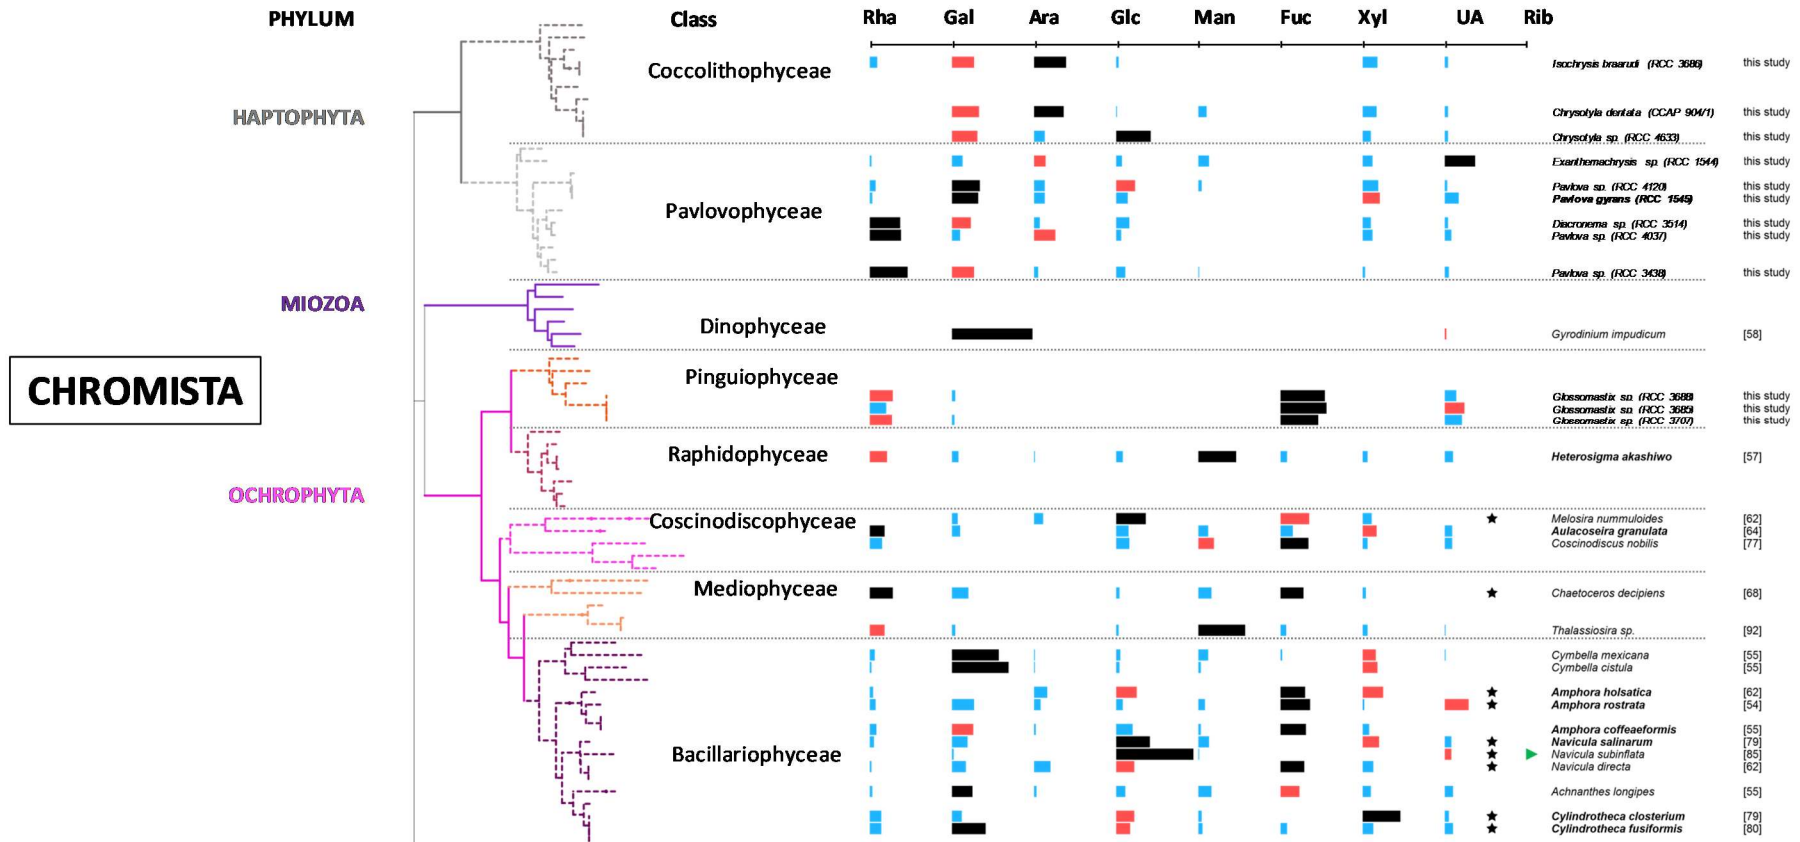 PHYLUM Class Rha Gal Ara Glc Man Fuc Xyl UA Rib
Coccolithophyceae
Isochrysis braarudi (RCC 3686) this study
HAPTOPHYTA
Chrysotyla dentata (CCAP 904/1) this study
Chrysotyla sp (RCC 4633) this study
Exanthemachrysis sp. (RCC 1544) this study
Pavlovophyceae
Pavlova sp. (RCC 4120) this study
Pavlova gyrans (RCC 1545) this study
Diacronema sp. (RCC 3514) this study
Pavlova sp. (RCC 4037) this study
Pavlova sp. (RCC 3438) this study
MIOZOA
Dinophyceae
Gyrodinium impudicum [58]
CHROMISTA
Pinguiophyceae
Glossomastix sp. (RCC 3688) this study
Glossomastix sp. (RCC 3685) this study
Glossomastix sp. (RCC 3707) this study
Raphidophyceae
Heterosigma akashiwo [57]
OCHROPHYTA
Coscinodiscophyceae
Melosira nummuloides [62]
Aulacoseira granulata [64]
Coscinodiscus nobilis [77]
Mediophyceae
Chaetoceros decipiens [68]
Thalassiosira sp. [92]
Cymbella mexicana [55]
Cymbella cistula [55]
Amphora holsatica [62]
Amphora rostrata [54]
Amphora coffeaeformis [55]
Bacillariophyceae
Navicula salinarum [79]
Navicula subinflata [85]
Navicula directa [62]
Achnanthes longipes [55]
Cylindrotheca closterium [79]
Cylindrotheca fusiformis [80]